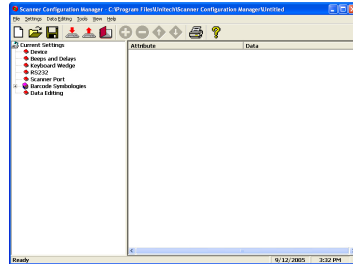 Scanner Configuration Manager - C:\Program Files\Unitech\Scanner Configuration Manager\Untitled
File Settings Data Editing Tools View Help
Current Settings
Device
Beeps and Delays
Keyboard Wedge
RS232
Scanner Port
Barcode Symbologies
Data Editing
Attribute Data
Ready 9/12/2005 3:32 PM